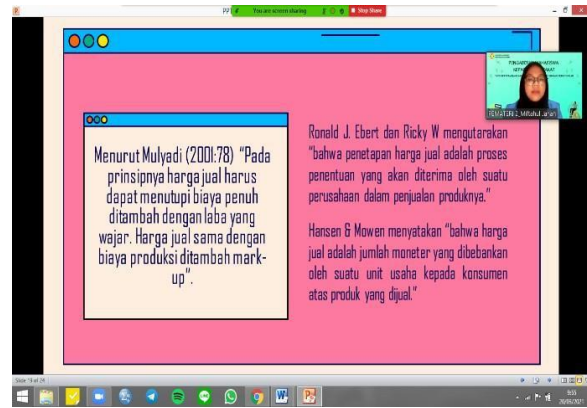 You are screen sharing
Stop Share
Menurut Mulyadi (2001:78) "Pada
prinsipnya harga jual harus
dapat menutupi biaya penuh
ditambah dengan laba yang
wajar. Harga jual sama dengan
biaya produksi ditambah mark-
up".
Ronald J. Ebert dan Ricky W mengutarakan
"bahwa penetapan harga jual adalah proses
penentuan yang akan diterima oleh suatu
perusahaan dalam penjualan produknya."
Hansen & Mowen menyatakan "bahwa harga
jual adalah jumlah moneter yang dibebankan
oleh suatu unit usaha kepada konsumen
atas produk yang dijual."